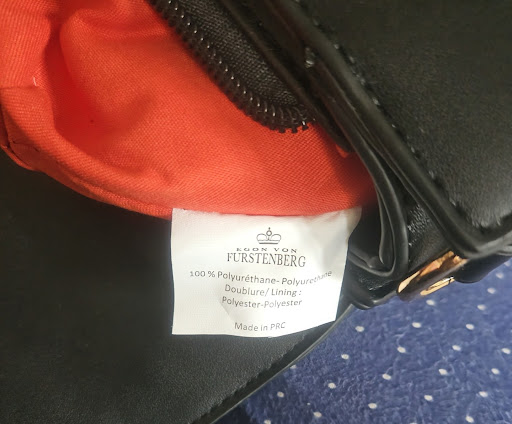 EGON VON
FURSTENBERG
100 % Polyuréthane- Polyurethane
Doublure/ Lining :
Polyester-Polyester
Made in PRC